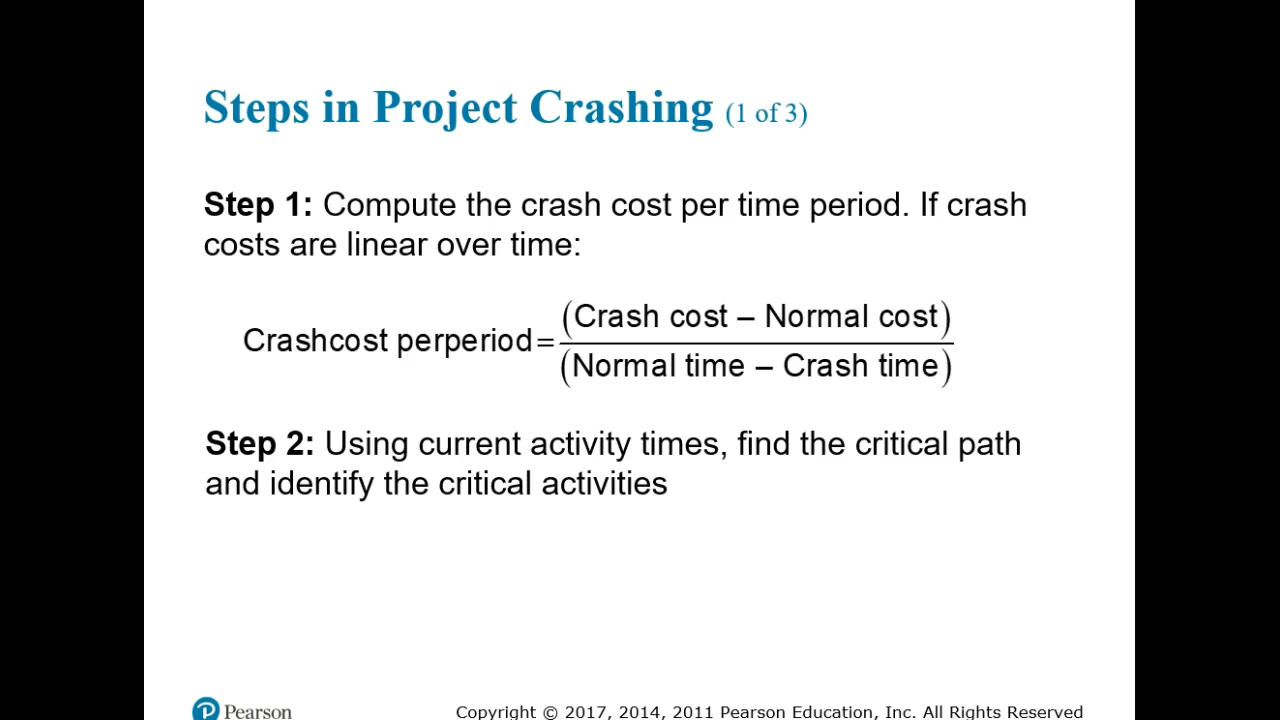 Steps in Project Crashing (1 of 3)
Step 1: Compute the crash cost per time period. If crash
costs are linear over time:
(Crash cost – Normal cost)
Crashcost perperiod=
(Normal time – Crash time)
Step 2: Using current activity times, find the critical path
and identify the critical activities
Pearson
Copyright © 2017, 2014, 2011 Pearson Education, Inc. All Rights Reserved